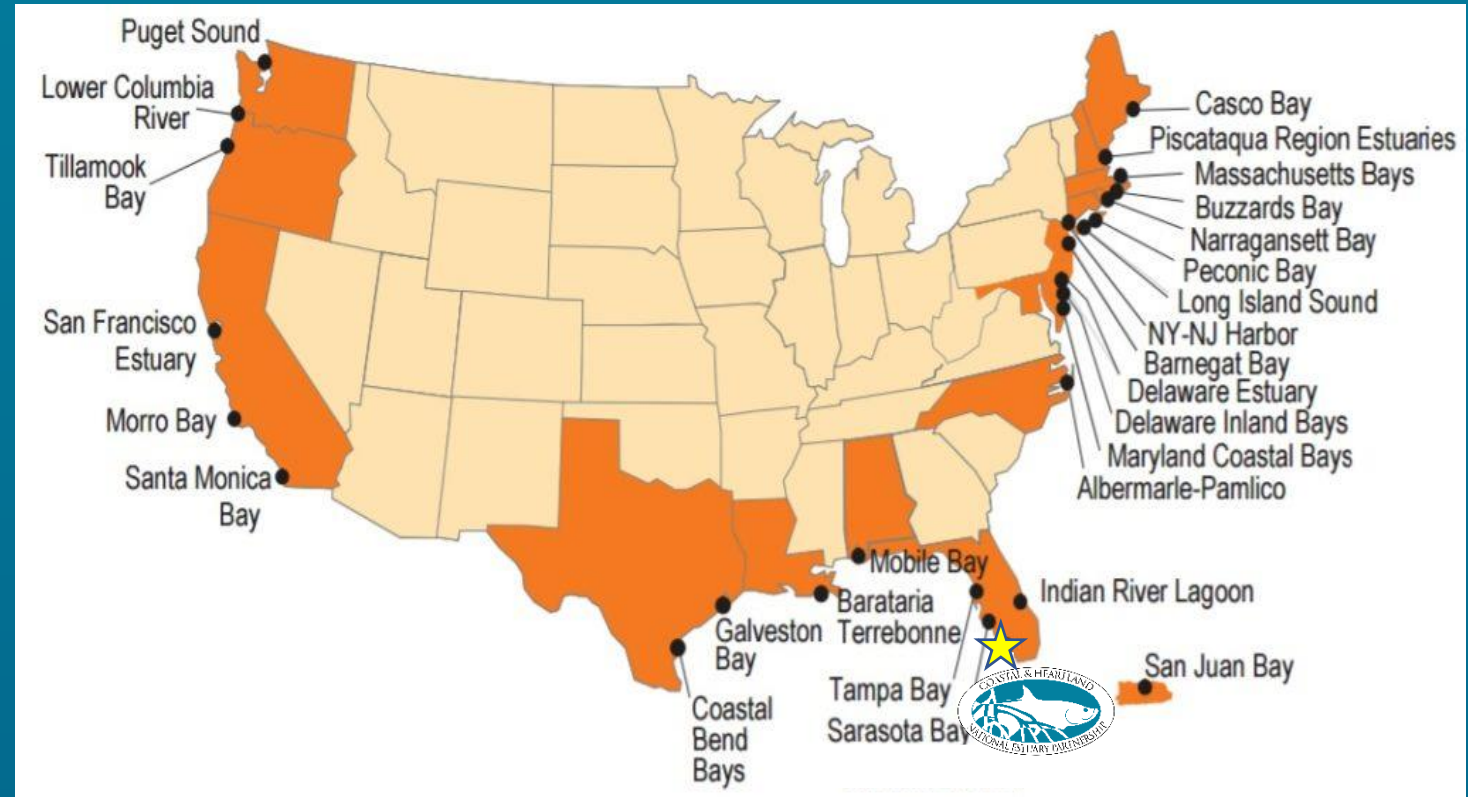 Puget Sound
Lower Columbia
River
Tillamook
Bay
San Francisco
Estuary
Morro Bay
Santa Monica
Bay
Casco Bay
Piscataqua Region Estuaries
Massachusetts Bays
Buzzards Bay
Narragansett Bay
Peconic Bay
Long Island Sound
NY-NJ Harbor
Barnegat Bay
Delaware Estuary
Delaware Inland Bays
Maryland Coastal Bays
Albermarle-Pamlico
Mobile Bay
Indian River Lagoon
Barataria
Terrebonne
Galveston
Bay
Coastal
Bend
Bays
Tampa Bay
Sarasota Bay
San Juan Bay
COASTAL & HEARTLAND
NATIONAL ESTUARY PARTNERSHIP